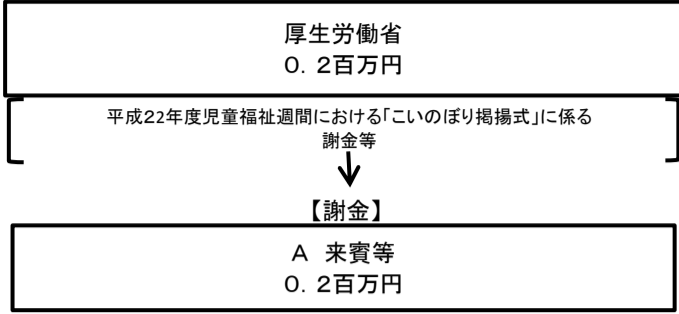 厚生労働省
０．２百万円
平成２２年度児童福祉週間における「こいのぼり掲揚式」に係る
謝金等
【謝金】
Ａ　来賓等
０．２百万円